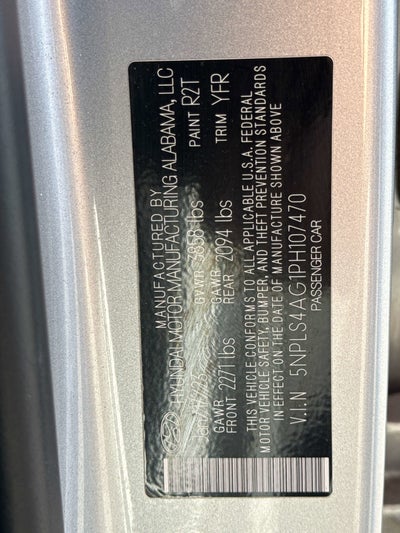 MANUFACTURED BY
HYUNDAI MOTOR MANUFACTURING ALABAMA, LLC
GVWR lbs PAINT R2T
GAWR GAWR
FRONT 2271 lbs REAR 2094 lbs TRIM YFR
THIS VEHICLE CONFORMS TO ALL APPLICABLE U.S.A. FEDERAL
MOTOR VEHICLE SAFETY, BUMPER, AND THEFT PREVENTION STANDARDS
IN EFFECT ON THE DATE OF MANUFACTURE SHOWN ABOVE
V.I.N 5NPLS4AG1PH107470
PASSENGER CAR